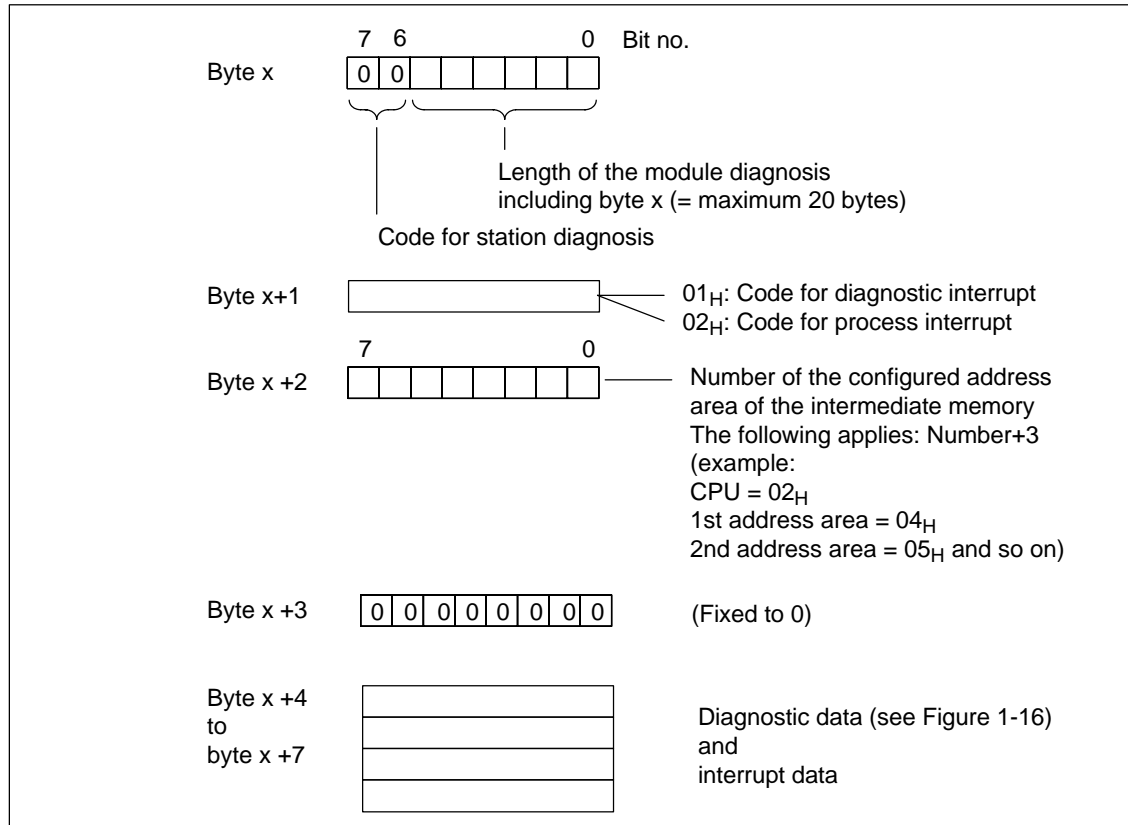 7 6 0 Bit no.
Byte x 0 0
Length of the module diagnosis
including byte x (= maximum 20 bytes)
Code for station diagnosis
Byte x+1
01H: Code for diagnostic interrupt
02H: Code for process interrupt
7 0
Byte x +2
Number of the configured address
area of the intermediate memory
The following applies: Number+3
(example:
CPU = 02H
1st address area = 04H
2nd address area = 05H and so on)
Byte x +3 0 0 0 0 0 0 0 0 (Fixed to 0)
Byte x +4
to
byte x +7
Diagnostic data (see Figure 1-16)
and
interrupt data